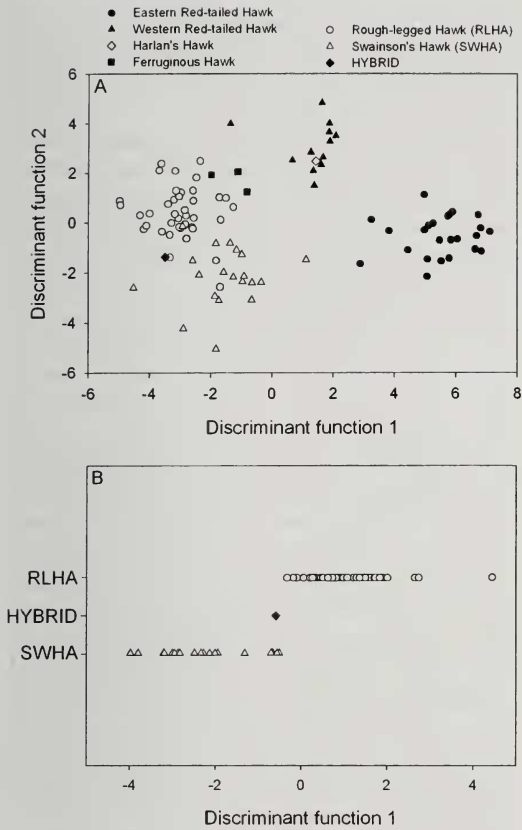 Eastern Red-tailed Hawk
Western Red-tailed Hawk
Harlan's Hawk
Ferruginous Hawk
Rough-legged Hawk (RLHA)
Swainson's Hawk (SWHA)
HYBRID
A
6
4
2
0
-2
-4
-6
Discriminant function 2
-6 -4 -2 0 2 4 6 8
Discriminant function 1
B
RLHA
HYBRID
SWHA
-4 -2 0 2 4
Discriminant function 1